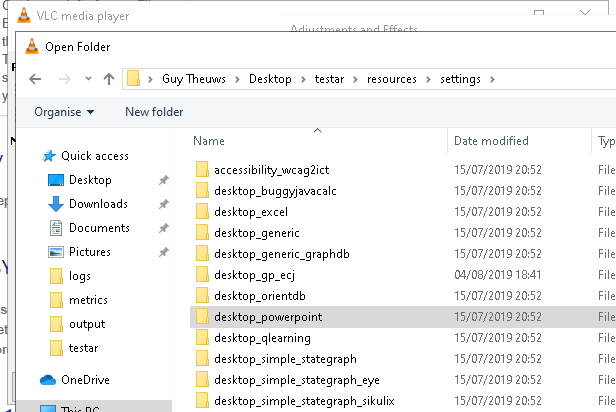 VLC media player
Adjustments and Effects
Open Folder
Guy Theuws > Desktop > testar > resources > settings >
Organise New folder
Name Date modified Type
Quick access
Desktop
Downloads
Documents
Pictures
logs
metrics
output
testar
OneDrive
This PC
accessibility_wcag2ict 15/07/2019 20:52 File
desktop_buggyjavacalc 15/07/2019 20:52 File
desktop_excel 15/07/2019 20:52 File
desktop_generic 15/07/2019 20:52 File
desktop_generic_graphdb 15/07/2019 20:52 File
desktop_gp_ecj 04/08/2019 18:41 File
desktop_orientdb 15/07/2019 20:52 File
desktop_powerpoint 15/07/2019 20:52 File
desktop_qlearning 15/07/2019 20:52 File
desktop_simple_stategraph 15/07/2019 20:52 File
desktop_simple_stategraph_eye 15/07/2019 20:52 File
desktop_simple_stategraph_sikulix 15/07/2019 20:52 File